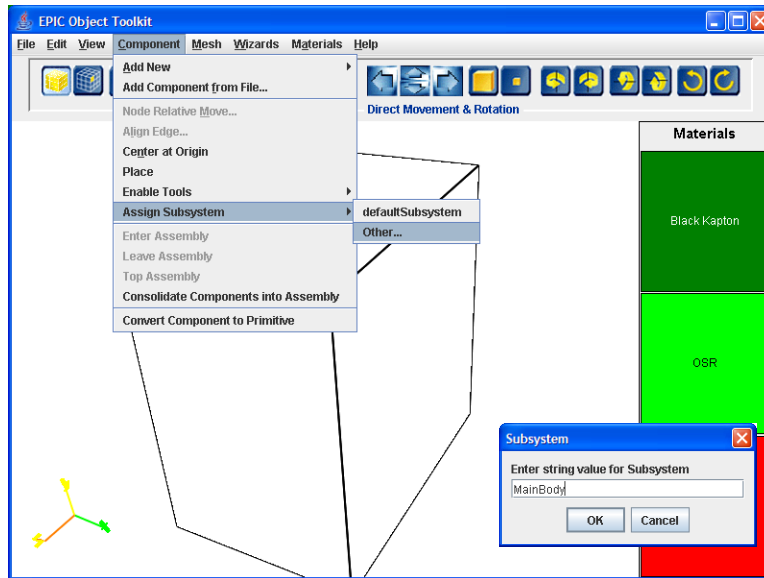 EPIC Object Toolkit
File Edit View Component Mesh Wizards Materials Help
Add New
Add Component from File...
Node Relative Move...
Align Edge...
Center at Origin
Place
Enable Tools
Assign Subsystem
Enter Assembly
Leave Assembly
Top Assembly
Consolidate Components into Assembly
Convert Component to Primitive
defaultSubsystem
Other...
Direct Movement & Rotation
Materials
Black Kapton
OSR
Subsystem
Enter string value for Subsystem
MainBody
OK Cancel